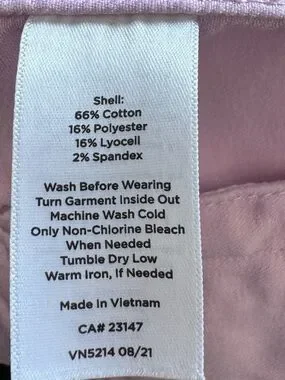 Shell:
66% Cotton
16% Polyester
16% Lyocell
2% Spandex
Wash Before Wearing
Turn Garment Inside Out
Machine Wash Cold
Only Non-Chlorine Bleach
When Needed
Tumble Dry Low
Warm Iron, If Needed
Made in Vietnam
CA# 23147
VN5214 08/21